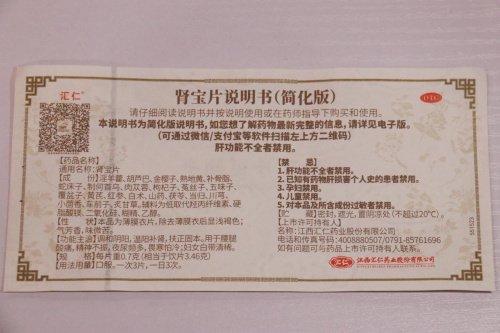 汇仁
肾宝片说明书(简化版)
OTC
请仔细阅读说明书并按说明使用或在药师指导下购买和使用。
本说明书为简化版说明书,如您想了解药物最新完整的信息,请详见电子版。
(可通过微信/支付宝等软件扫描左上方二维码)
肝功能不全者禁用。
【药品名称】
通用名称:肾宝片
【成份】淫羊藿、胡芦巴、金樱子、熟地黄、补骨脂、
蛇床子、制何首乌、肉苁蓉、枸杞子、菟丝子、五味子、
覆盆子、黄芪、红参、白术、山药、茯苓、当归、川芎、
小茴香、车前子、炙甘草,辅料为低取代羟丙纤维素、硬
脂酸镁、二氧化硅、糊精、乙醇。
【性状】本品为薄膜衣片,除去薄膜衣后显浅褐色;
气芳香,味微苦。
【功能主治】调和阴阳,温阳补肾,扶正固本。用于腰腿
酸痛,精神不振,夜尿频多,畏寒怕冷;妇女白带清稀。
【规格】每片重0.7克(相当于饮片3.46克)
【用法用量】口服,一次3片,一日3次。
【禁忌】
1.肝功能不全者禁用。
2.已知有药物肝损害个人史的患者禁用。
3.孕妇禁用。
4.儿童禁用。
5.对本品及所含成份过敏者禁用。
【贮藏】密封,遮光,置阴凉处(不超过20℃)。
【上市许可持有人】
名称:江西汇仁药业股份有限公司
电话和传真号码:4008880507/0791-85761696
如有问题可与药品上市许可持有人联系。
汇仁
江西汇仁药业股份有限公司